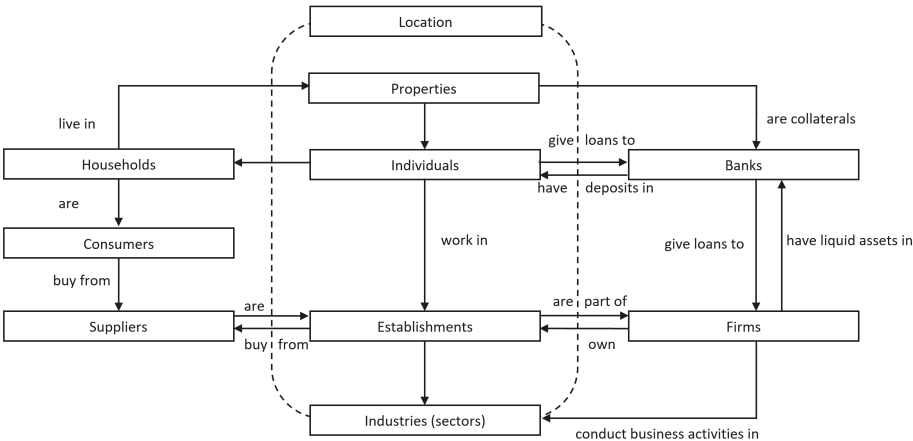 Location
Properties
live in
are collaterals
give loans to
Households
Individuals
Banks
have deposits in
are
Consumers
work in
give loans to
have liquid assets in
buy from
are
are part of
Suppliers
Establishments
Firms
buy from
own
Industries (sectors)
conduct business activities in